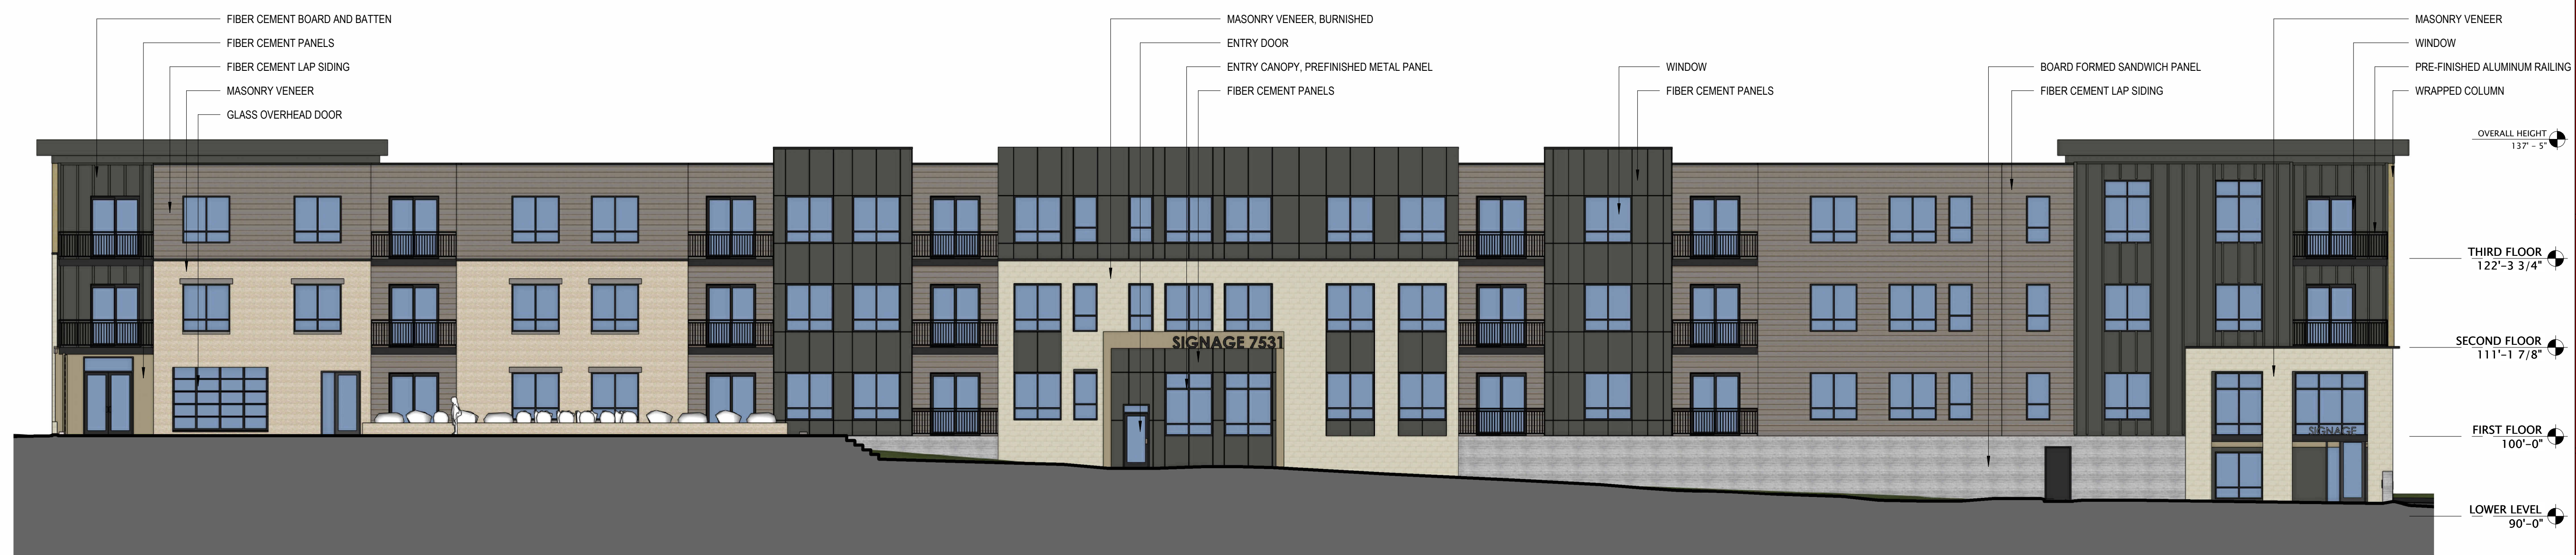 FIBER CEMENT BOARD AND BATTEN
FIBER CEMENT PANELS
FIBER CEMENT LAP SIDING
MASONRY VENEER
GLASS OVERHEAD DOOR
MASONRY VENEER, BURNISHED
ENTRY DOOR
ENTRY CANOPY, PREFINISHED METAL PANEL
FIBER CEMENT PANELS
WINDOW
FIBER CEMENT PANELS
BOARD FORMED SANDWICH PANEL
FIBER CEMENT LAP SIDING
MASONRY VENEER
WINDOW
PRE-FINISHED ALUMINUM RAILING
WRAPPED COLUMN
OVERALL HEIGHT
137' - 5"
THIRD FLOOR
122'-3 3/4"
SECOND FLOOR
111'-1 7/8"
FIRST FLOOR
100'-0"
LOWER LEVEL
90'-0"
SIGNAGE 7531
SIGNAGE